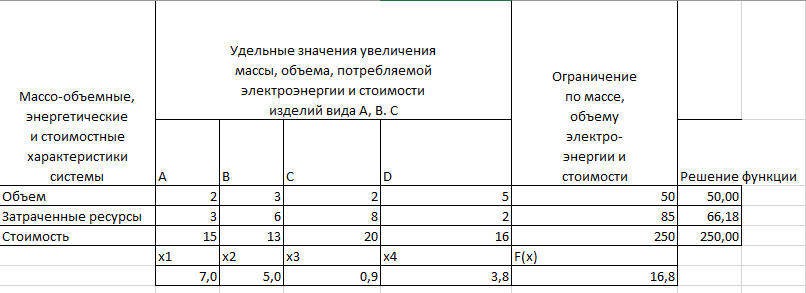 Массо-объемные,
энергетические
и стоимостные
характеристики
системы
Удельные значения увеличения
массы, объема, потребляемой
электроэнергии и стоимости
изделий вида А, В. С
Ограничение
по массе,
объему
электро-
энергии и
стоимости
A B C D Решение функции
Объем 2 3 2 5 50 50,00
Затраченные ресурсы 3 6 8 2 85 66,18
Стоимость 15 13 20 16 250 250,00
x1 x2 x3 x4 F(x)
7,0 5,0 0,9 3,8 16,8